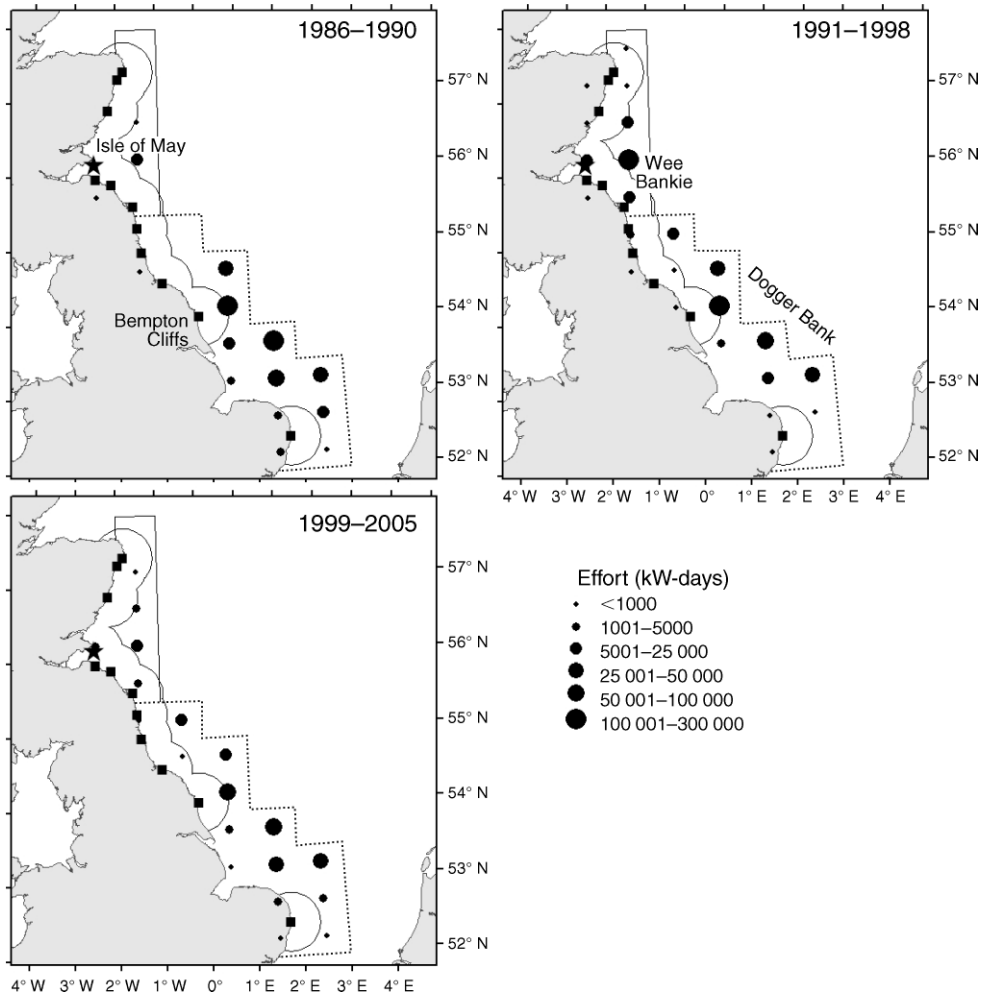 1986–1990
57° N
Isle of May
56° N
55° N
54° N
Bempton
Cliffs
53° N
52° N
1991–1998
57° N
56° N
Wee
Bankie
55° N
Dogger Bank
54° N
53° N
52° N
4° W 3° W 2° W 1° W 0° 1° E 2° E 3° E 4° E
1999–2005
57° N
56° N
55° N
54° N
53° N
52° N
4° W 3° W 2° W 1° W 0° 1° E 2° E 3° E 4° E
Effort (kW-days)
<1000
1001–5000
5001–25 000
25 001–50 000
50 001–100 000
100 001–300 000